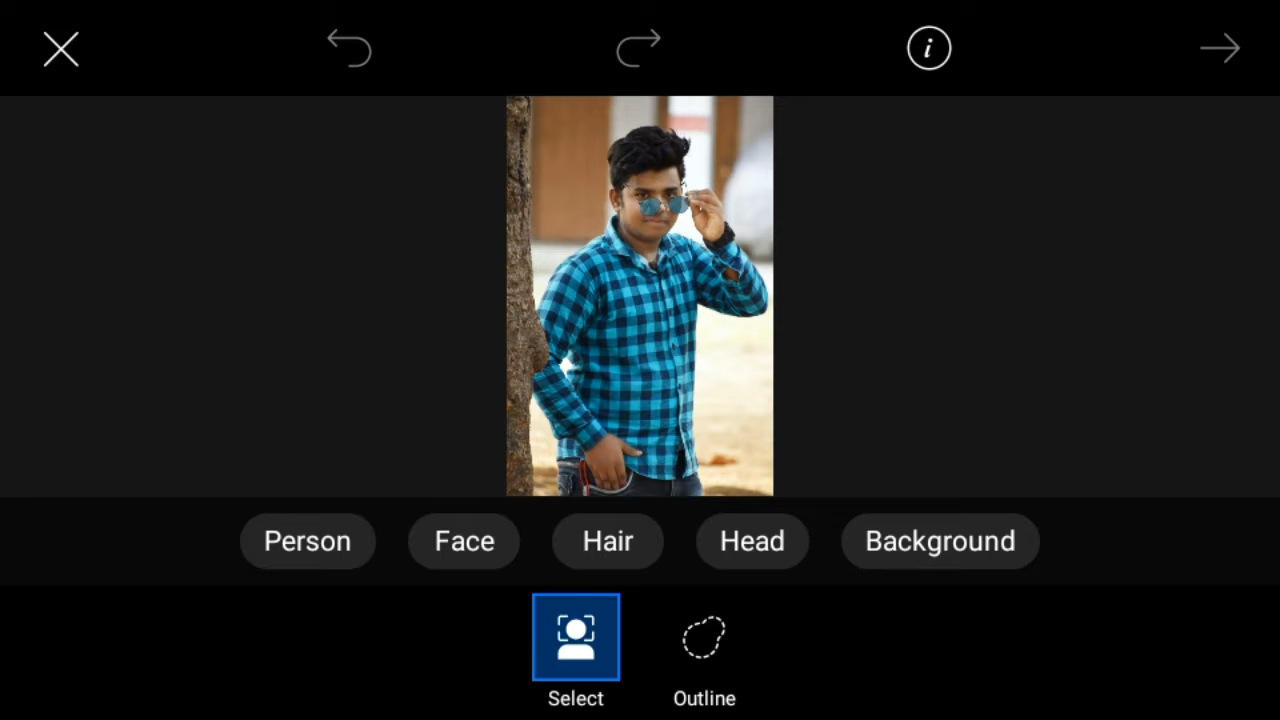 Person
Face
Hair
Head
Background
Select
Outline